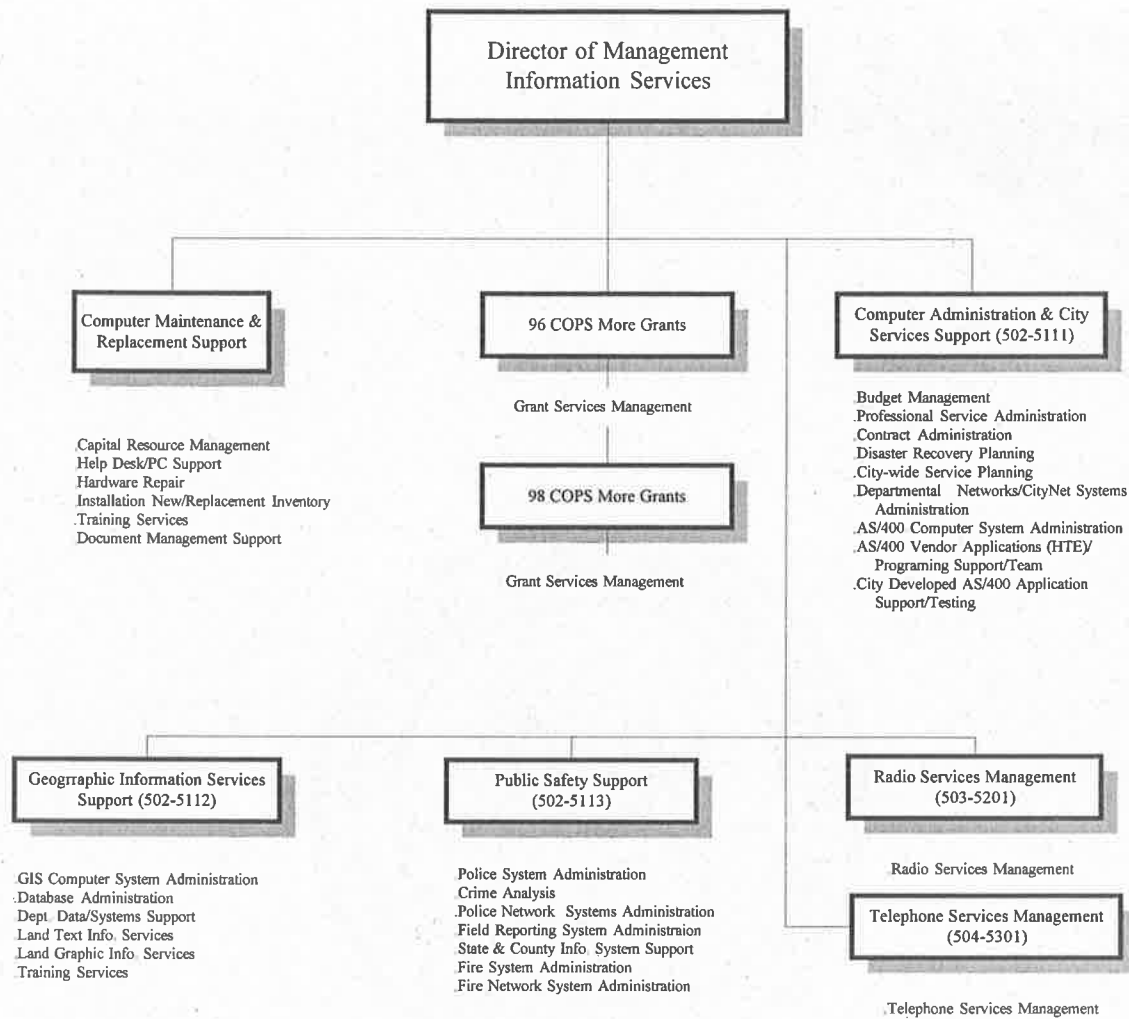 Director of Management
Information Services
Computer Maintenance &
Replacement Support
.Capital Resource Management
.Help Desk/PC Support
.Hardware Repair
.Installation New/Replacement Inventory
.Training Services
.Document Management Support
96 COPS More Grants
Grant Services Management
98 COPS More Grants
Grant Services Management
Computer Administration & City
Services Support (502-5111)
.Budget Management
.Professional Service Administration
.Contract Administration
.Disaster Recovery Planning
.City-wide Service Planning
.Departmental Networks/CityNet Systems
Administration
.AS/400 Computer System Administration
.AS/400 Vendor Applications (HTE)/
Programing Support/Team
.City Developed AS/400 Application
Support/Testing
Geogrraphic Information Services
Support (502-5112)
.GIS Computer System Administration
.Database Administration
.Dept. Data/Systems Support
.Land Text Info. Services
.Land Graphic Info. Services
.Training Services
Public Safety Support
(502-5113)
.Police System Administration
.Crime Analysis
.Police Network Systems Administration
.Field Reporting System Administraion
.State & County Info. System Support
.Fire System Administration
.Fire Network System Administration
Radio Services Management
(503-5201)
.Radio Services Management
Telephone Services Management
(504-5301)
.Telephone Services Management